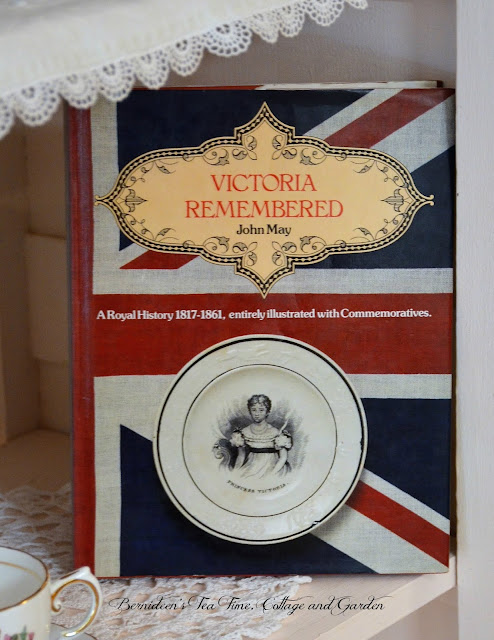 VICTORIA
REMEMBERED
John May
A Royal History 1817-1861, entirely illustrated with Commemoratives.
PRINCESS VICTORIA.
Bernideen's Tea Time, Cottage and Garden